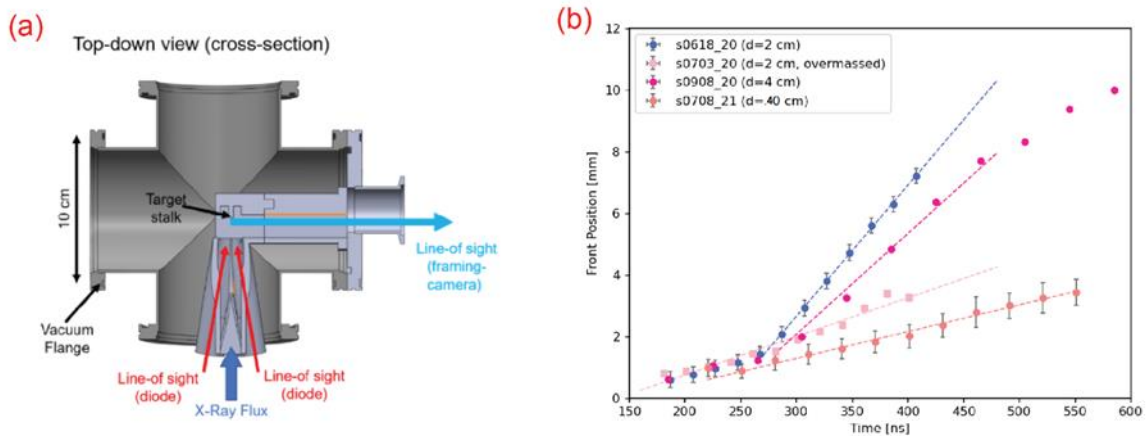 (a)
Top-down view (cross-section)
10 cm
Target
stalk
Line-of sight
(framing-
camera)
Vacuum
Flange
Line-of sight
(diode)
Line-of sight
(diode)
X-Ray Flux
(b)
12
10
8
6
4
2
0
Front Position [mm]
s0618_20 (d=2 cm)
s0703_20 (d=2 cm, overmassed)
s0908_20 (d=4 cm)
s0708_21 (d=.40 cm)
150 200 250 300 350 400 450 500 550 600
Time [ns]